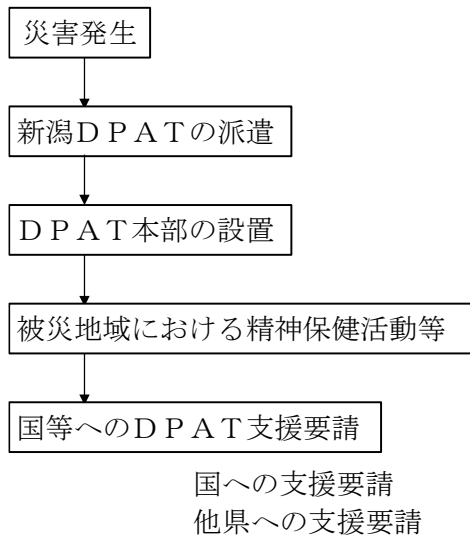 災害発生
新潟ＤＰＡＴの派遣
ＤＰＡＴ本部の設置
被災地域における精神保健活動等
国等へのＤＰＡＴ支援要請
国への支援要請
他県への支援要請